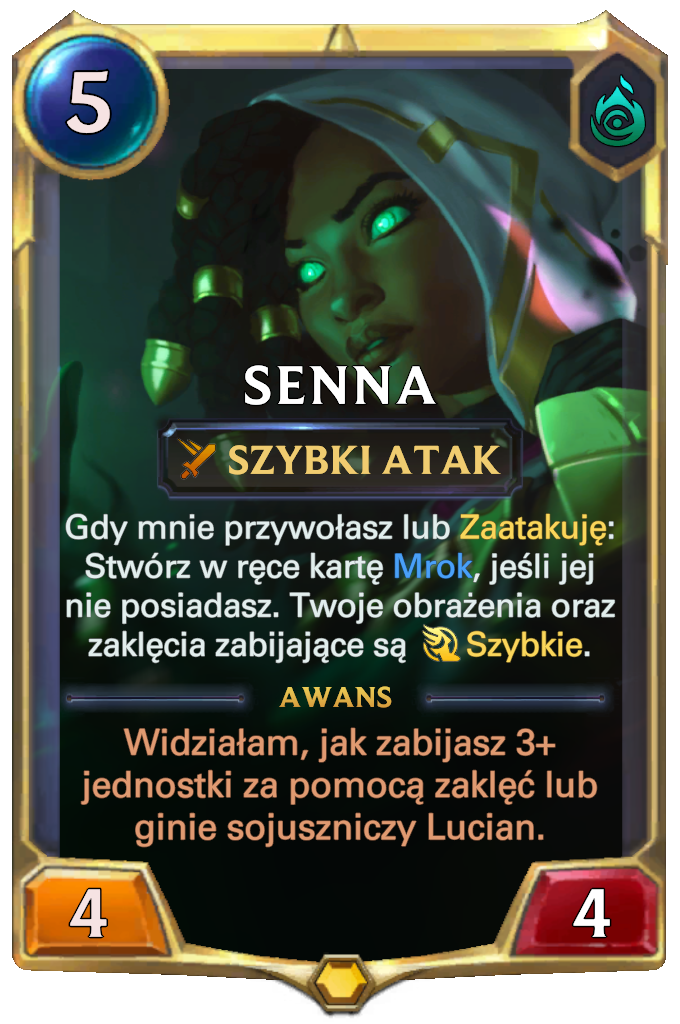 5
SENNA
SZYBKI ATAK
Gdy mnie przywołasz lub Zaatakuję:
Stwórz w ręce kartę Mrok, jeśli jej
nie posiadasz. Twoje obrażenia oraz
zaklęcia zabijające są Szybkie.
AWANS
Widziałam, jak zabijasz 3+
jednostki za pomocą zaklęć lub
ginie sojuszniczy Lucian.
4
4